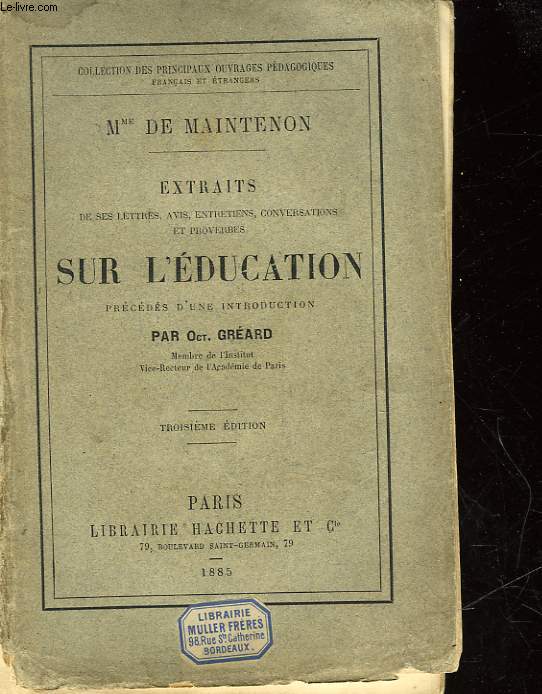 Le-livre.com
COLLECTION DES PRINCIPAUX OUVRAGES PÉDAGOGIQUES
FRANÇAIS ET ÉTRANGERS
MME DE MAINTENON
EXTRAITS
DE SES LETTRES, AVIS, ENTRETIENS, CONVERSATIONS
ET PROVERBES
SUR L'ÉDUCATION
PRÉCÉDÉS D'UNE INTRODUCTION
PAR OCT. GRÉARD
Membre de l'Institut
Vice-Recteur de l'Académie de Paris
TROISIÈME ÉDITION
PARIS
LIBRAIRIE HACHETTE ET Cie
79, BOULEVARD SAINT-GERMAIN, 79
1885
LIBRAIRIE
MULLER FRÈRES
98, Rue Ste Catherine
BORDEAUX.